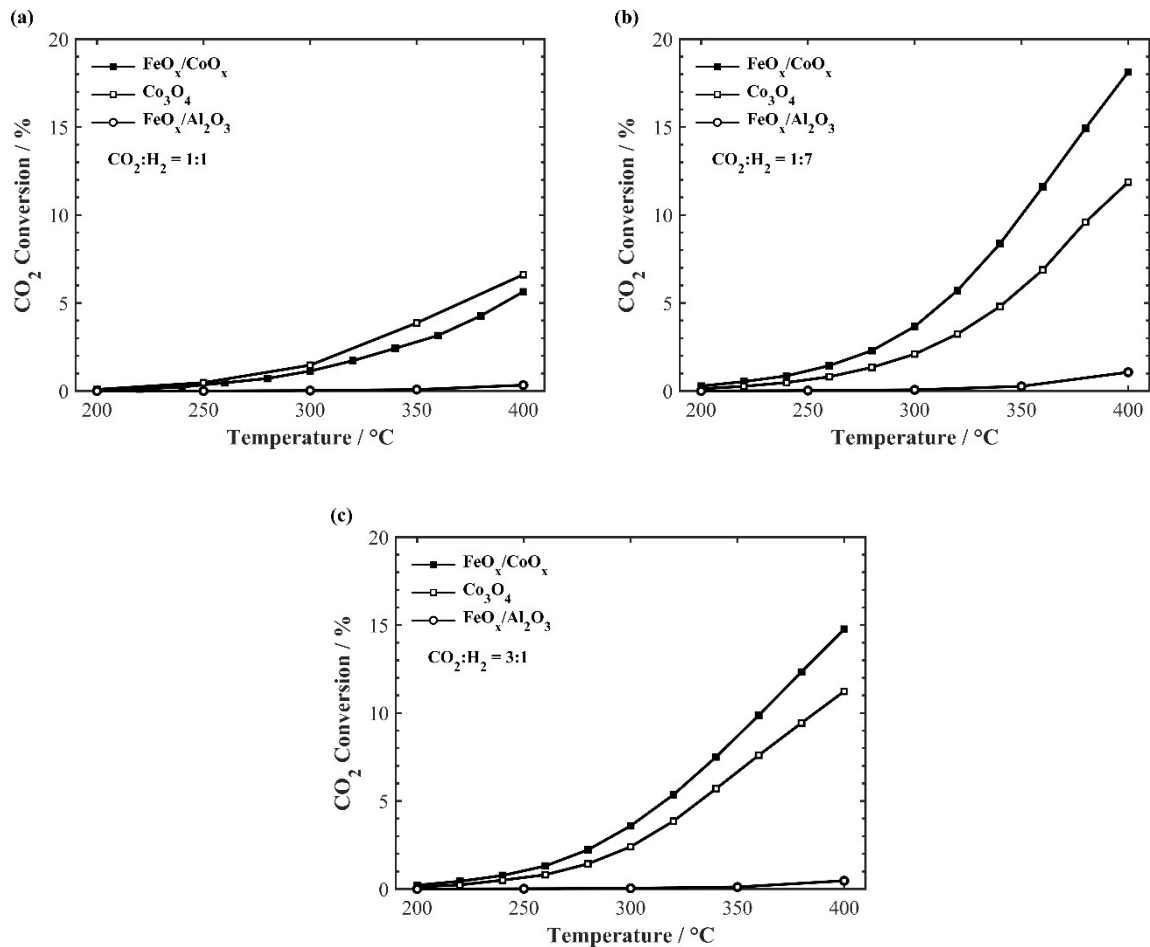 (a)
20
15
10
5
0
CO₂ Conversion / %
FeOₓ/CoOₓ
Co₃O₄
FeOₓ/Al₂O₃
CO₂:H₂ = 1:1
200 250 300 350 400
Temperature / °C
(b)
20
15
10
5
0
CO₂ Conversion / %
FeOₓ/CoOₓ
Co₃O₄
FeOₓ/Al₂O₃
CO₂:H₂ = 1:7
200 250 300 350 400
Temperature / °C
(c)
20
15
10
5
0
CO₂ Conversion / %
FeOₓ/CoOₓ
Co₃O₄
FeOₓ/Al₂O₃
CO₂:H₂ = 3:1
200 250 300 350 400
Temperature / °C